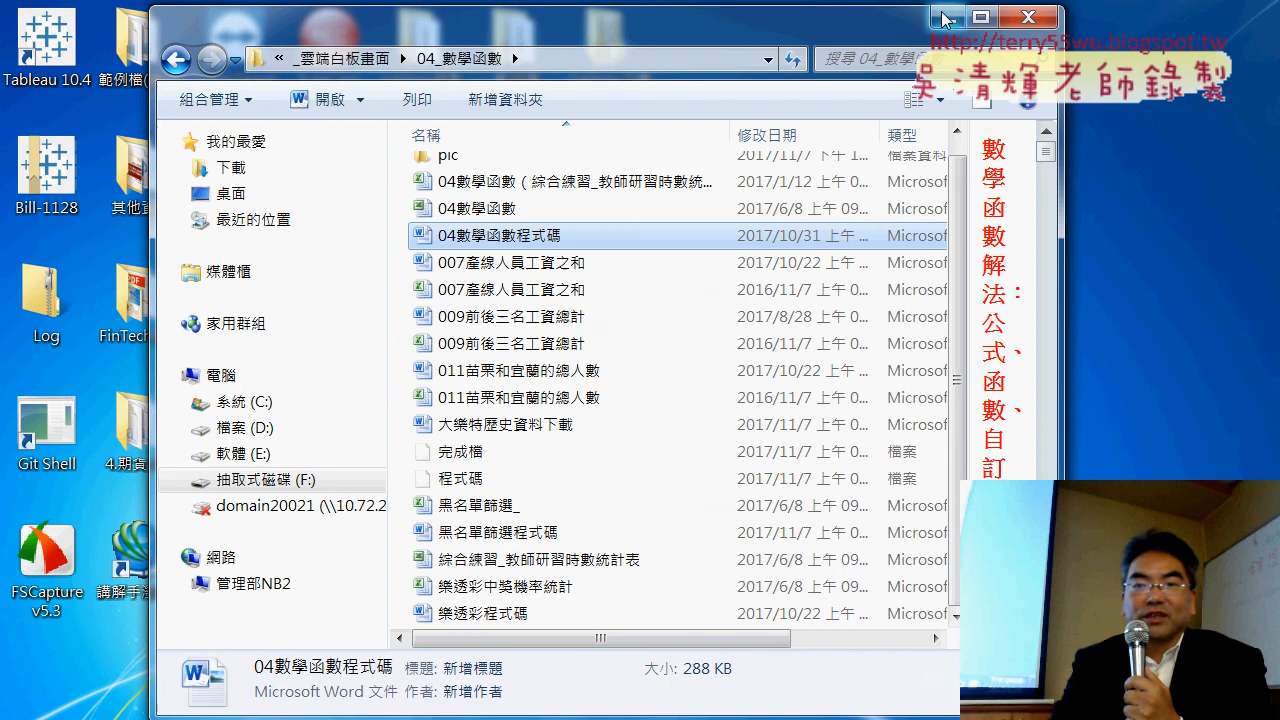 http://terry55wu.blogspot.tw
吳清輝老師錄製
Tableau 10.4
範例檔(
Bill-1128
其他資
Log
FinTech
Git Shell
4.期貨
FSCapture v5.3
講解手
« _雲端白板畫面 ▸ 04_數學函數 ▸
搜尋 04_數學函
組合管理
開啟
列印
新增資料夾
我的最愛
下載
桌面
最近的位置
媒體櫃
家用群組
電腦
系統 (C:)
檔案 (D:)
軟體 (E:)
抽取式磁碟 (F:)
domain20021 (\\10.72.2
網路
管理部NB2
名稱 修改日期 類型
pic 2017/11/7 下午 1... 檔案資料
04數學函數 ( 綜合練習_教師研習時數統... 2017/1/12 上午 0... Microsof
04數學函數 2017/6/8 上午 09... Microsof
04數學函數程式碼 2017/10/31 上午 ... Microsof
007產線人員工資之和 2017/10/22 上午 ... Microsof
007產線人員工資之和 2016/11/7 上午 0... Microsof
009前後三名工資總計 2017/8/28 上午 0... Microsof
009前後三名工資總計 2016/11/7 上午 0... Microsof
011苗栗和宜蘭的總人數 2017/10/22 上午 ... Microsof
011苗栗和宜蘭的總人數 2016/11/7 上午 0... Microsof
大樂特歷史資料下載 2017/11/7 上午 0... Microsof
完成檔 2017/11/7 上午 0... 檔案
程式碼 2017/11/7 上午 0... 檔案
黑名單篩選_ 2017/6/8 上午 09... Microsof
黑名單篩選程式碼 2017/11/7 上午 0... Microsof
綜合練習_教師研習時數統計表 2017/6/8 上午 09... Microsof
樂透彩中獎機率統計 2017/6/8 上午 09... Microsof
樂透彩程式碼 2017/10/22 上午 ... Microsof
數學函數解法：公式、函數、自訂
04數學函數程式碼 標題: 新增標題 大小: 288 KB
Microsoft Word 文件 作者: 新增作者